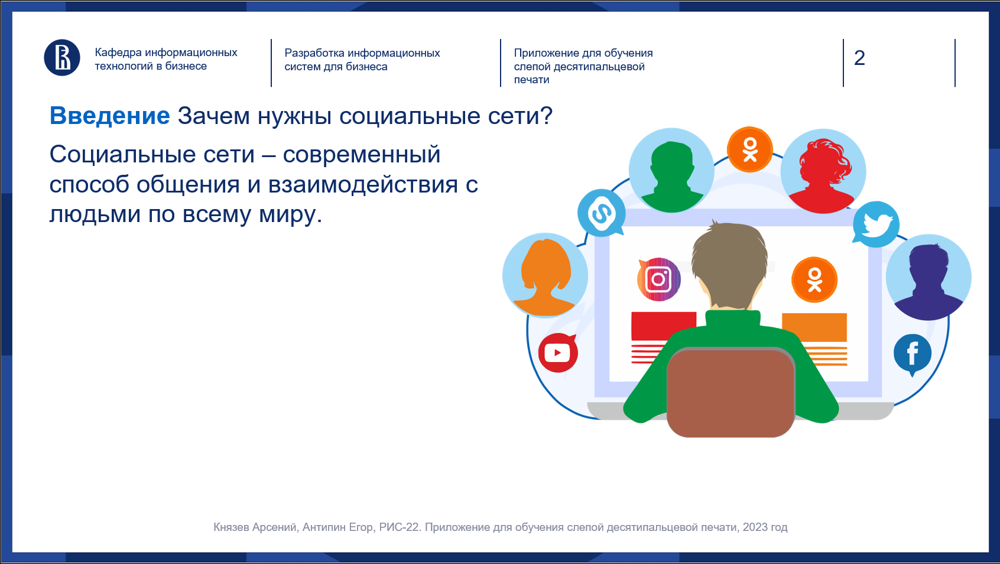 Кафедра информационных
технологий в бизнесе
Разработка информационных
систем для бизнеса
Приложение для обучения
слепой десятипальцевой
печати
2
Введение Зачем нужны социальные сети?
Социальные сети – современный
способ общения и взаимодействия с
людьми по всему миру.
Князев Арсений, Антипин Егор, РИС-22. Приложение для обучения слепой десятипальцевой печати, 2023 год